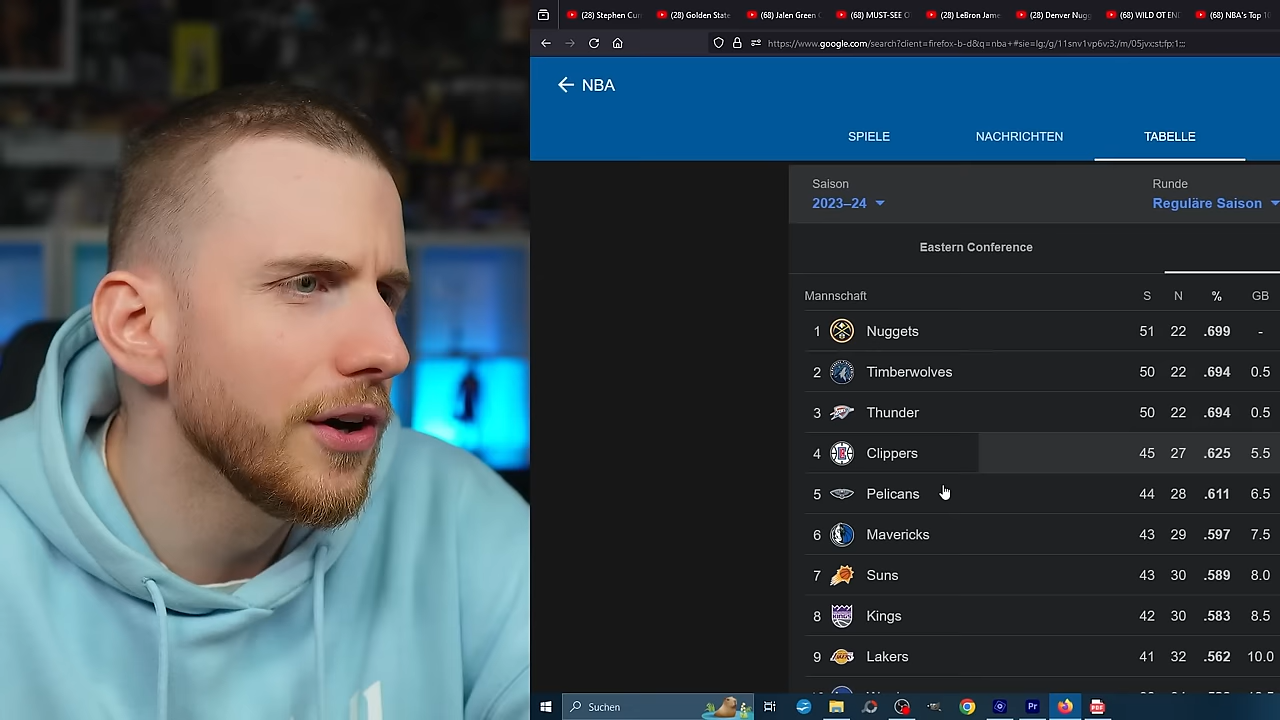 (28) Stephen Cur
(28) Golden State
(68) Jalen Green
(68) MUST-SEE O
(28) LeBron Jame
(28) Denver Nugg
(68) WILD OT EN
(68) NBA's Top 10
https://www.google.com/search?client=firefox-b-d&q=nba+#sie=lg;/g/11snv1vp6v;3;/m/05jvx;st;fp;1;;;
NBA
SPIELE NACHRICHTEN TABELLE
Saison Runde
2023–24 Reguläre Saison
Eastern Conference
Mannschaft S N % GB
1 Nuggets 51 22 .699 -
2 Timberwolves 50 22 .694 0.5
3 Thunder 50 22 .694 0.5
4 Clippers 45 27 .625 5.5
5 Pelicans 44 28 .611 6.5
6 Mavericks 43 29 .597 7.5
7 Suns 43 30 .589 8.0
8 Kings 42 30 .583 8.5
9 Lakers 41 32 .562 10.0
Suchen